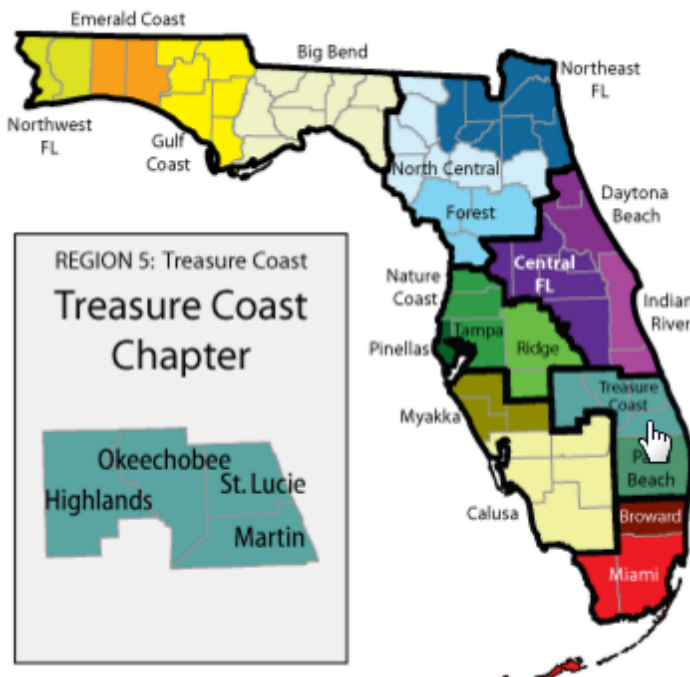 Emerald Coast
Big Bend
Northeast
FL
Northwest
FL
Gulf
Coast
North Central
Forest
Daytona
Beach
Central
FL
Nature
Coast
Indian
River
Tampa
Pinellas
Ridge
Treasure
Coast
Myakka
Beach
Calusa
Broward
Miami
REGION 5: Treasure Coast
Treasure Coast
Chapter
Okeechobee
St. Lucie
Highlands
Martin